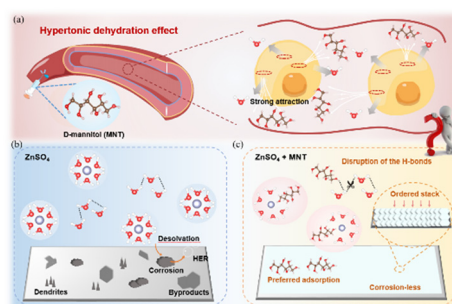 (a)
Hypertonic dehydration effect
D-mannitol (MNT)
Strong attraction
(b)
ZnSO₄
Desolvation
HER
Corrosion
Dendrites
Byproducts
(c)
ZnSO₄ + MNT
Disruption of the H-bonds
Ordered stack
Preferred adsorption
Corrosion-less